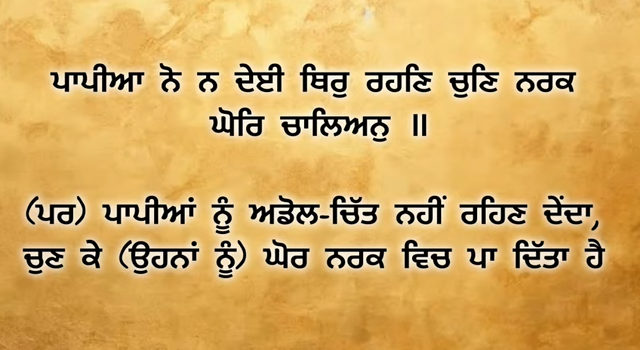 ਪਾਪੀਆ ਨੋ ਨ ਦੇਈ ਥਿਰੁ ਰਹਣਿ ਚੁਣਿ ਨਰਕ
ਘੋਰਿ ਚਾਲਿਅਨੁ ॥
(ਪਰ) ਪਾਪੀਆਂ ਨੂੰ ਅਡੋਲ-ਚਿੱਤ ਨਹੀਂ ਰਹਿਣ ਦੇਂਦਾ,
ਚੁਣ ਕੇ (ਉਹਨਾਂ ਨੂੰ) ਘੋਰ ਨਰਕ ਵਿਚ ਪਾ ਦਿੱਤਾ ਹੈ